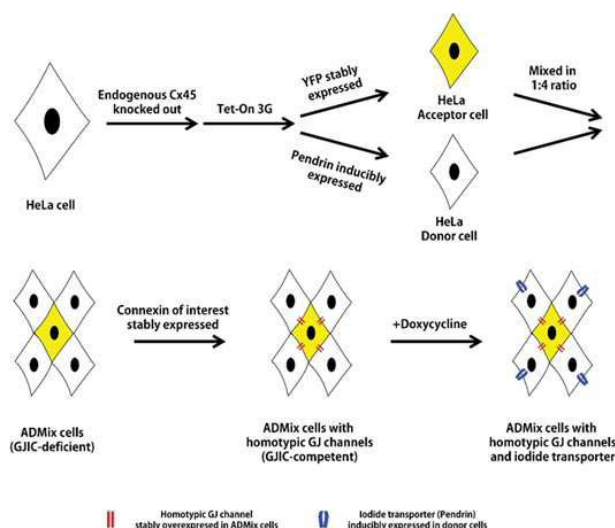 Endogenous Cx45
knocked out
Tet-On 3G
YFP stably
expressed
Pendrin inducibly
expressed
HeLa
Acceptor cell
Mixed in
1:4 ratio
HeLa cell
HeLa
Donor cell
Connexin of interest
stably expressed
+Doxycycline
ADMix cells
(GJIC-deficient)
ADMix cells with
homotypic GJ channels
(GJIC-competent)
ADMix cells with
homotypic GJ channels
and iodide transporter
Homotypic GJ channel
stably overexpresed in ADMix cells
Iodide transporter (Pendrin)
inducibly expressed in donor cells